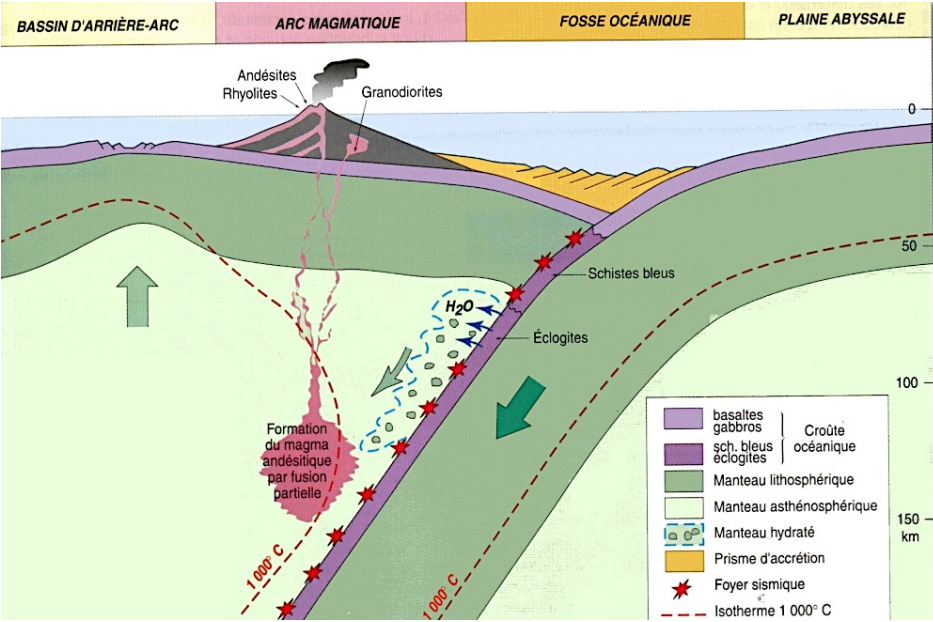 BASSIN D'ARRIÈRE-ARC
ARC MAGMATIQUE
FOSSE OCÉANIQUE
PLAINE ABYSSALE
Andésites
Rhyolites
Granodiorites
0
50
Schistes bleus
H2O
Éclogites
100
Formation
du magma
andésitique
par fusion
partielle
150
km
1 000° C
1 000° C
basaltes
gabbros
sch. bleus
éclogites
Croûte
océanique
Manteau lithosphérique
Manteau asthénosphérique
Manteau hydraté
Prisme d'accrétion
Foyer sismique
Isotherme 1 000° C